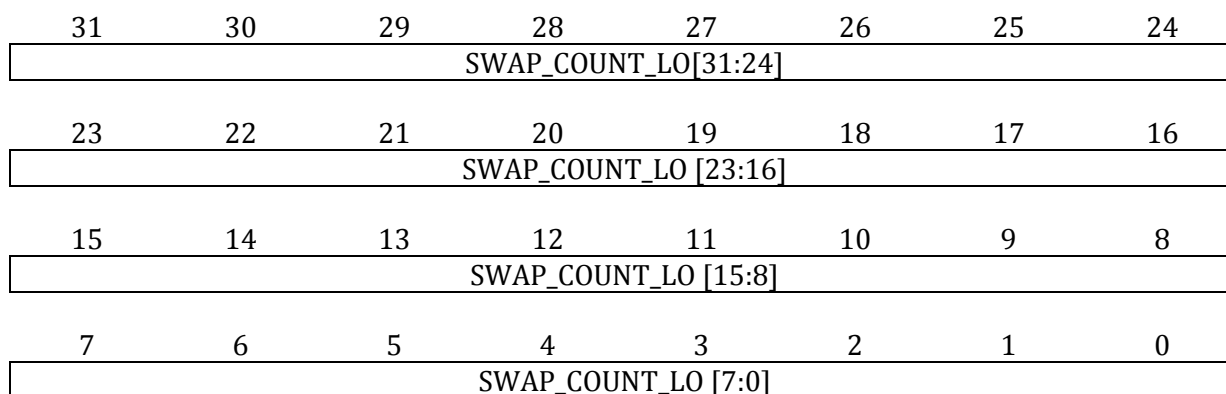 31 30 29 28 27 26 25 24
SWAP_COUNT_LO[31:24]
23 22 21 20 19 18 17 16
SWAP_COUNT_LO [23:16]
15 14 13 12 11 10 9 8
SWAP_COUNT_LO [15:8]
7 6 5 4 3 2 1 0
SWAP_COUNT_LO [7:0]